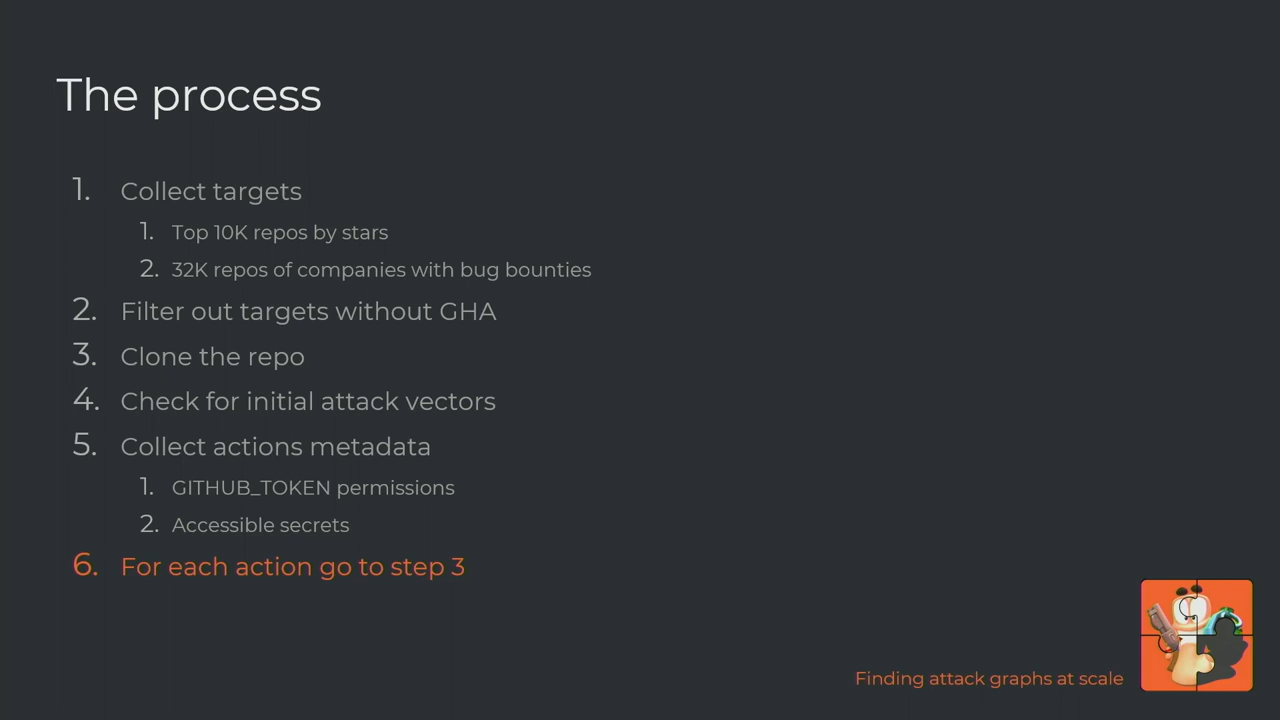 The process
1. Collect targets
1. Top 10K repos by stars
2. 32K repos of companies with bug bounties
2. Filter out targets without GHA
3. Clone the repo
4. Check for initial attack vectors
5. Collect actions metadata
1. GITHUB_TOKEN permissions
2. Accessible secrets
6. For each action go to step 3
Finding attack graphs at scale